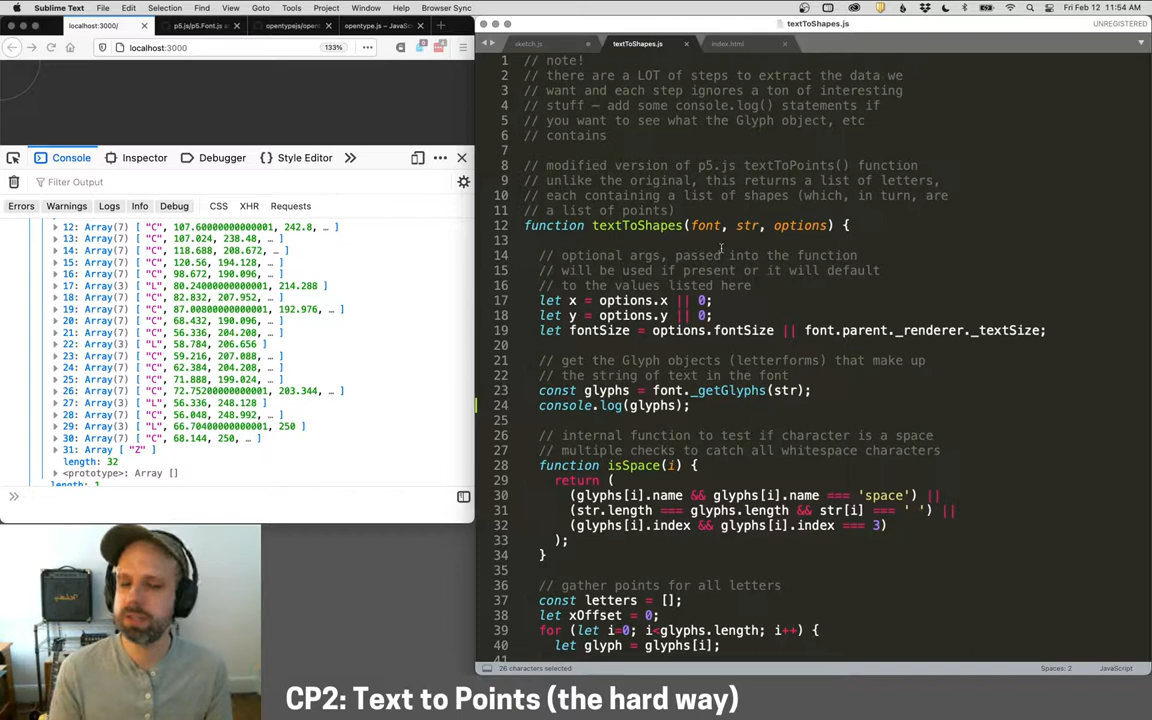 Sublime Text File Edit Selection Find View Goto Tools Project Window Help Browser Sync Fri Feb 12 11:54 AM
localhost:3000/ p5.js/p5.Font.js opentypejs/open opentype.js – JavaSc
localhost:3000 133%
Console Inspector Debugger Style Editor
Filter Output
Errors Warnings Logs Info Debug CSS XHR Requests
12: Array(7) [ "C", 107.60000000000001, 242.8, … ]
13: Array(7) [ "C", 107.024, 238.48, … ]
14: Array(7) [ "C", 118.688, 208.672, … ]
15: Array(7) [ "C", 120.56, 194.128, … ]
16: Array(7) [ "C", 98.672, 190.096, … ]
17: Array(3) [ "L", 80.24000000000001, 214.288 ]
18: Array(7) [ "C", 82.832, 207.952, … ]
19: Array(7) [ "C", 87.00800000000001, 192.976, … ]
20: Array(7) [ "C", 68.432, 190.096, … ]
21: Array(7) [ "C", 56.336, 204.208, … ]
22: Array(3) [ "L", 58.784, 206.656 ]
23: Array(7) [ "C", 59.216, 207.088, … ]
24: Array(7) [ "C", 62.384, 204.208, … ]
25: Array(7) [ "C", 71.888, 199.024, … ]
26: Array(7) [ "C", 72.75200000000001, 203.344, … ]
27: Array(3) [ "L", 56.336, 248.128 ]
28: Array(7) [ "C", 56.048, 248.992, … ]
29: Array(3) [ "L", 66.70400000000001, 250 ]
30: Array(7) [ "C", 68.144, 250, … ]
31: Array [ "Z" ]
length: 32
<prototype>: Array []
length: 1
textToShapes.js UNREGISTERED
sketch.js textToShapes.js index.html
1 // note!
2 // there are a LOT of steps to extract the data we
3 // want and each step ignores a ton of interesting
4 // stuff – add some console.log() statements if
5 // you want to see what the Glyph object, etc
6 // contains
7
8 // modified version of p5.js textToPoints() function
9 // unlike the original, this returns a list of letters,
10 // each containing a list of shapes (which, in turn, are
11 // a list of points)
12 function textToShapes(font, str, options) {
13
14 // optional args, passed into the function
15 // will be used if present or it will default
16 // to the values listed here
17 let x = options.x || 0;
18 let y = options.y || 0;
19 let fontSize = options.fontSize || font.parent._renderer._textSize;
20
21 // get the Glyph objects (letterforms) that make up
22 // the string of text in the font
23 const glyphs = font._getGlyphs(str);
24 console.log(glyphs);
25
26 // internal function to test if character is a space
27 // multiple checks to catch all whitespace characters
28 function isSpace(i) {
29 return (
30 (glyphs[i].name && glyphs[i].name === 'space') ||
31 (str.length === glyphs.length && str[i] === ' ') ||
32 (glyphs[i].index && glyphs[i].index === 3)
33 );
34 }
35
36 // gather points for all letters
37 const letters = [];
38 let xOffset = 0;
39 for (let i=0; i<glyphs.length; i++) {
40 let glyph = glyphs[i];
41
26 characters selected Spaces: 2 JavaScript
CP2: Text to Points (the hard way)